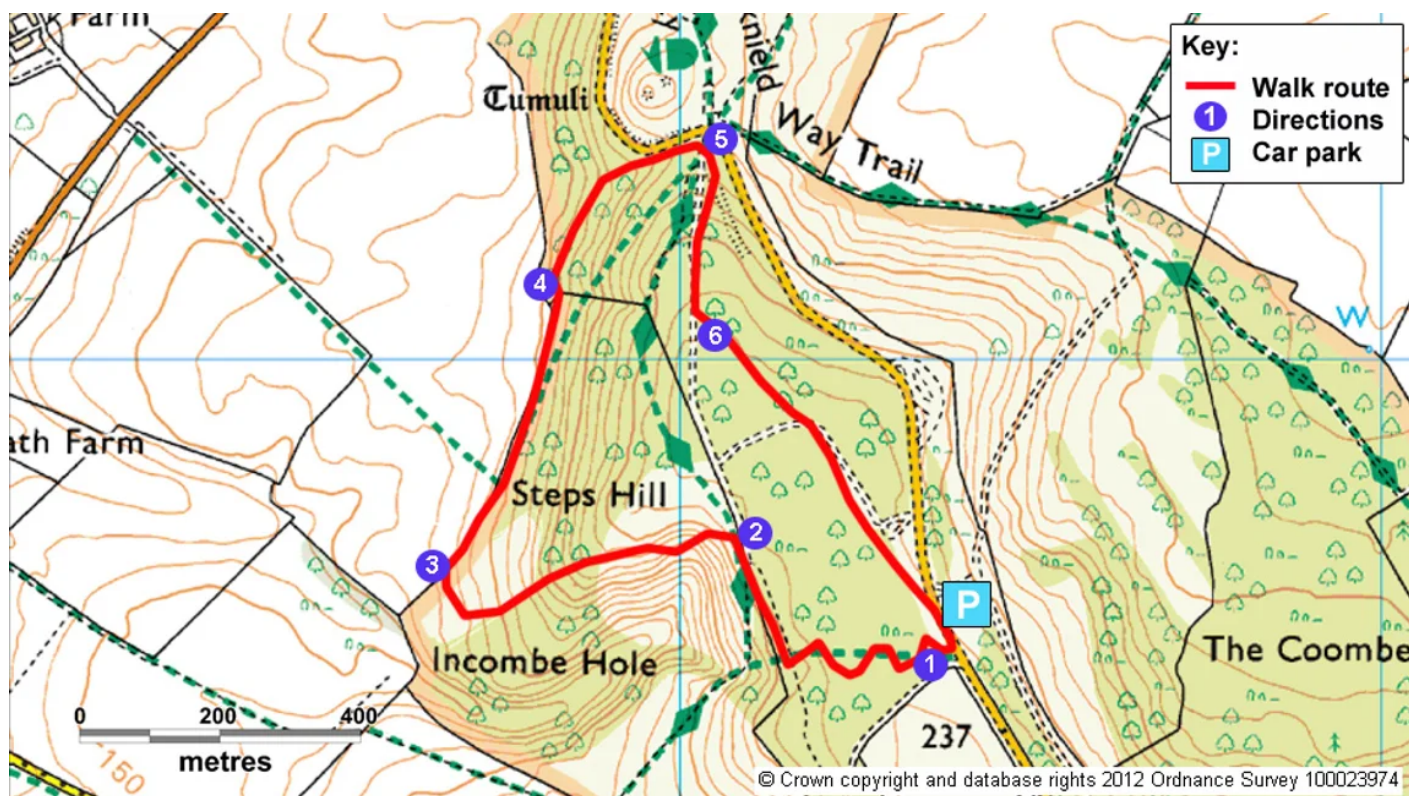 Farm
Key:
Walk route
1 Directions
P Car park
Tumuli
knield
Way Trail
5
4
6
W
ath Farm
Steps Hill
2
3
P
Incombe Hole
1
The Coombe
0 200 400
metres
237
150
© Crown copyright and database rights 2012 Ordnance Survey 100023974